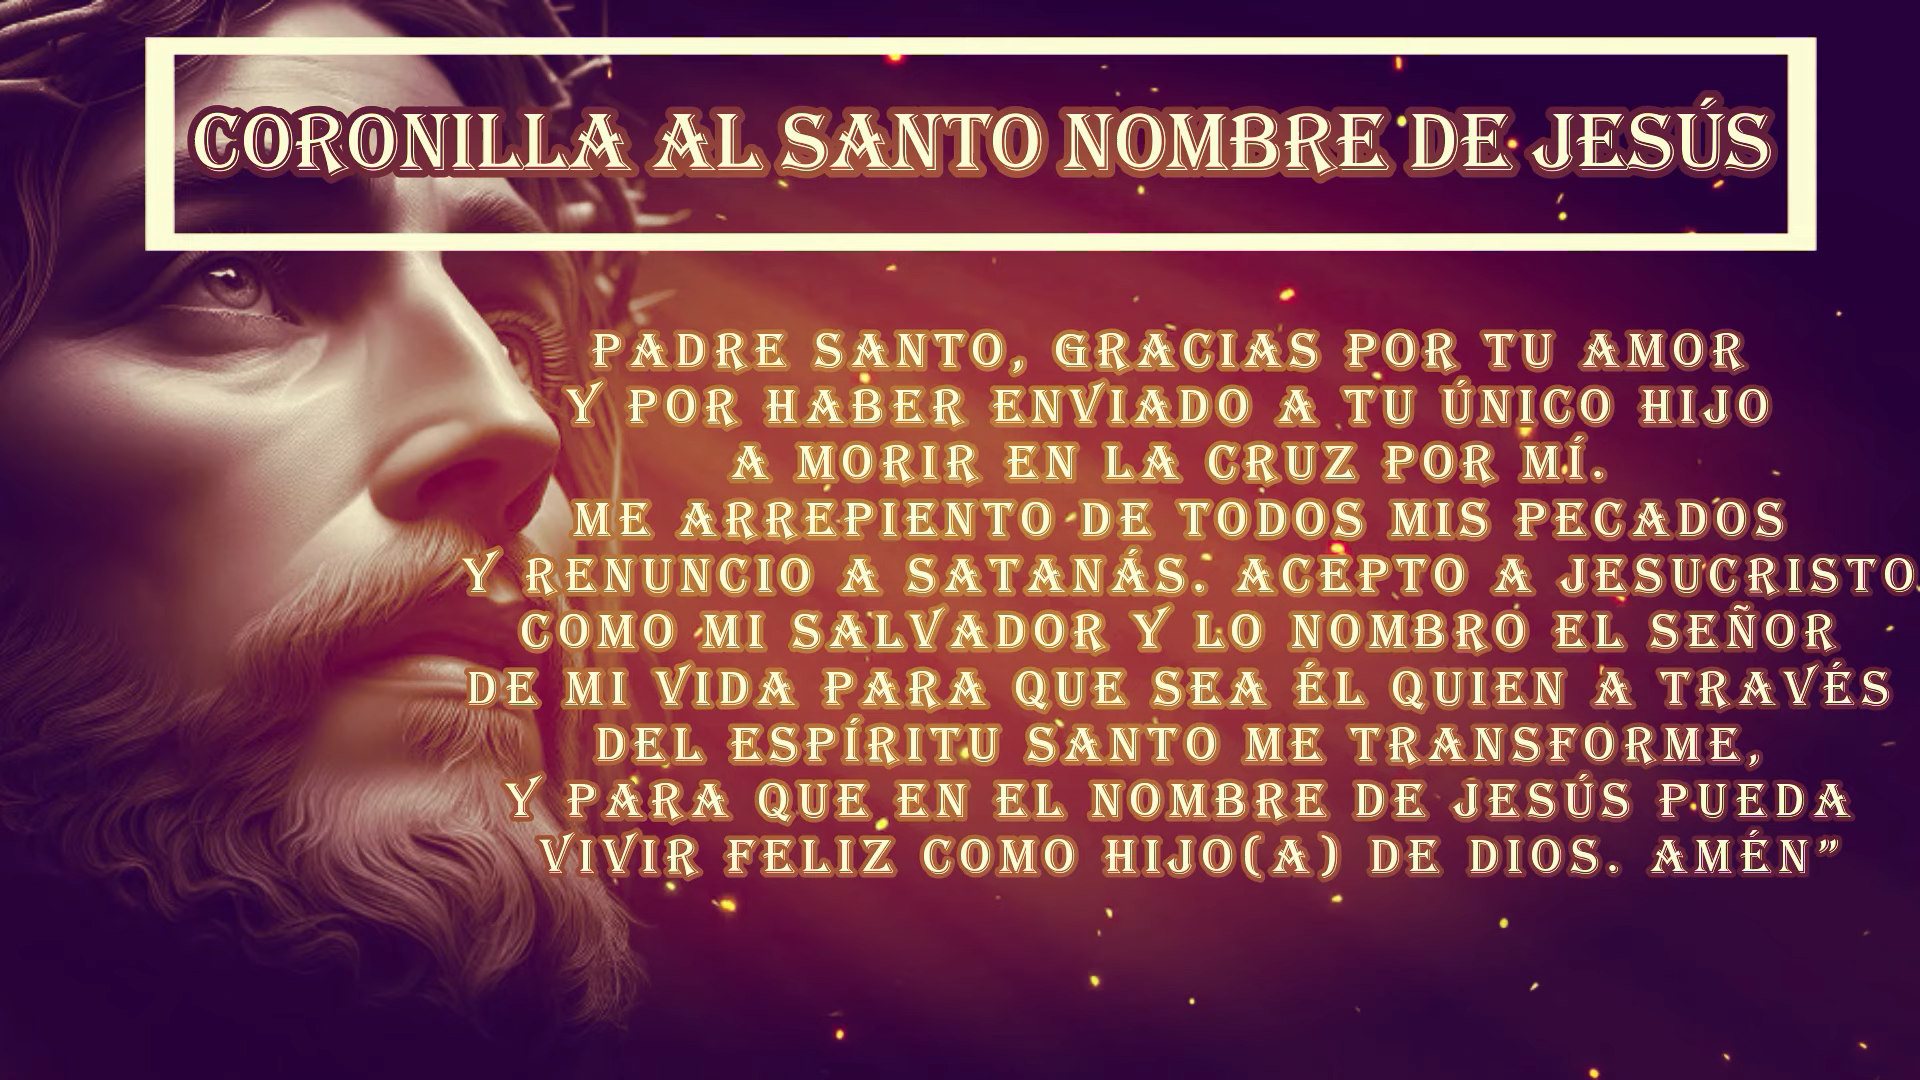 CORONILLA AL SANTO NOMBRE DE JESÚS
PADRE SANTO, GRACIAS POR TU AMOR
Y POR HABER ENVIADO A TU ÚNICO HIJO
A MORIR EN LA CRUZ POR MÍ.
ME ARREPIENTO DE TODOS MIS PECADOS
Y RENUNCIO A SATANÁS. ACEPTO A JESUCRISTO.
COMO MI SALVADOR Y LO NOMBRO EL SEÑOR
DE MI VIDA PARA QUE SEA ÉL QUIEN A TRAVÉS
DEL ESPÍRITU SANTO ME TRANSFORME,
Y PARA QUE EN EL NOMBRE DE JESÚS PUEDA
VIVIR FELIZ COMO HIJO(A) DE DIOS. AMÉN”